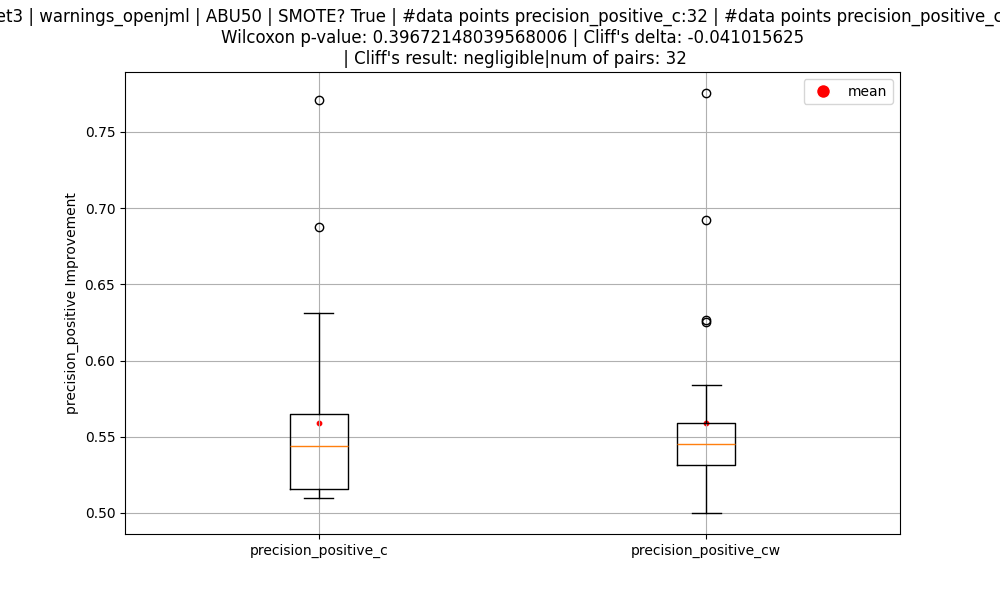 | warnings_openjml | ABU50 | SMOTE? True | #data points precision_positive_c:32 | #data points
Wilcoxon p-value: 0.39672148039568006 | Cliff's delta: -0.041015625
| Cliff's result: negligible|num of pairs: 32
mean
0.75
0.70
0.65
0.60
0.55
0.50
precision_positive Improvement
precision_positive_c
precision_positive_cw